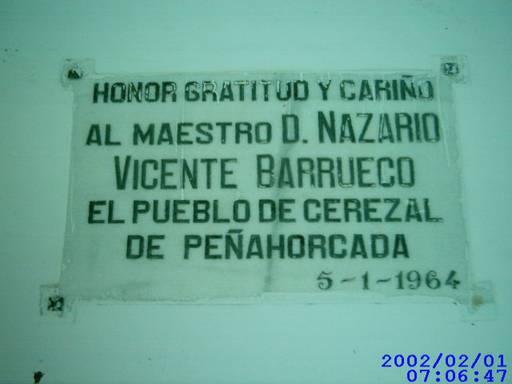 HONOR GRATITUD Y CARIÑO
AL MAESTRO D. NAZARIO
VICENTE BARRUECO
EL PUEBLO DE CEREZAL
DE PEÑAHORCADA
5-1-1964
2002/02/01
07:06:47